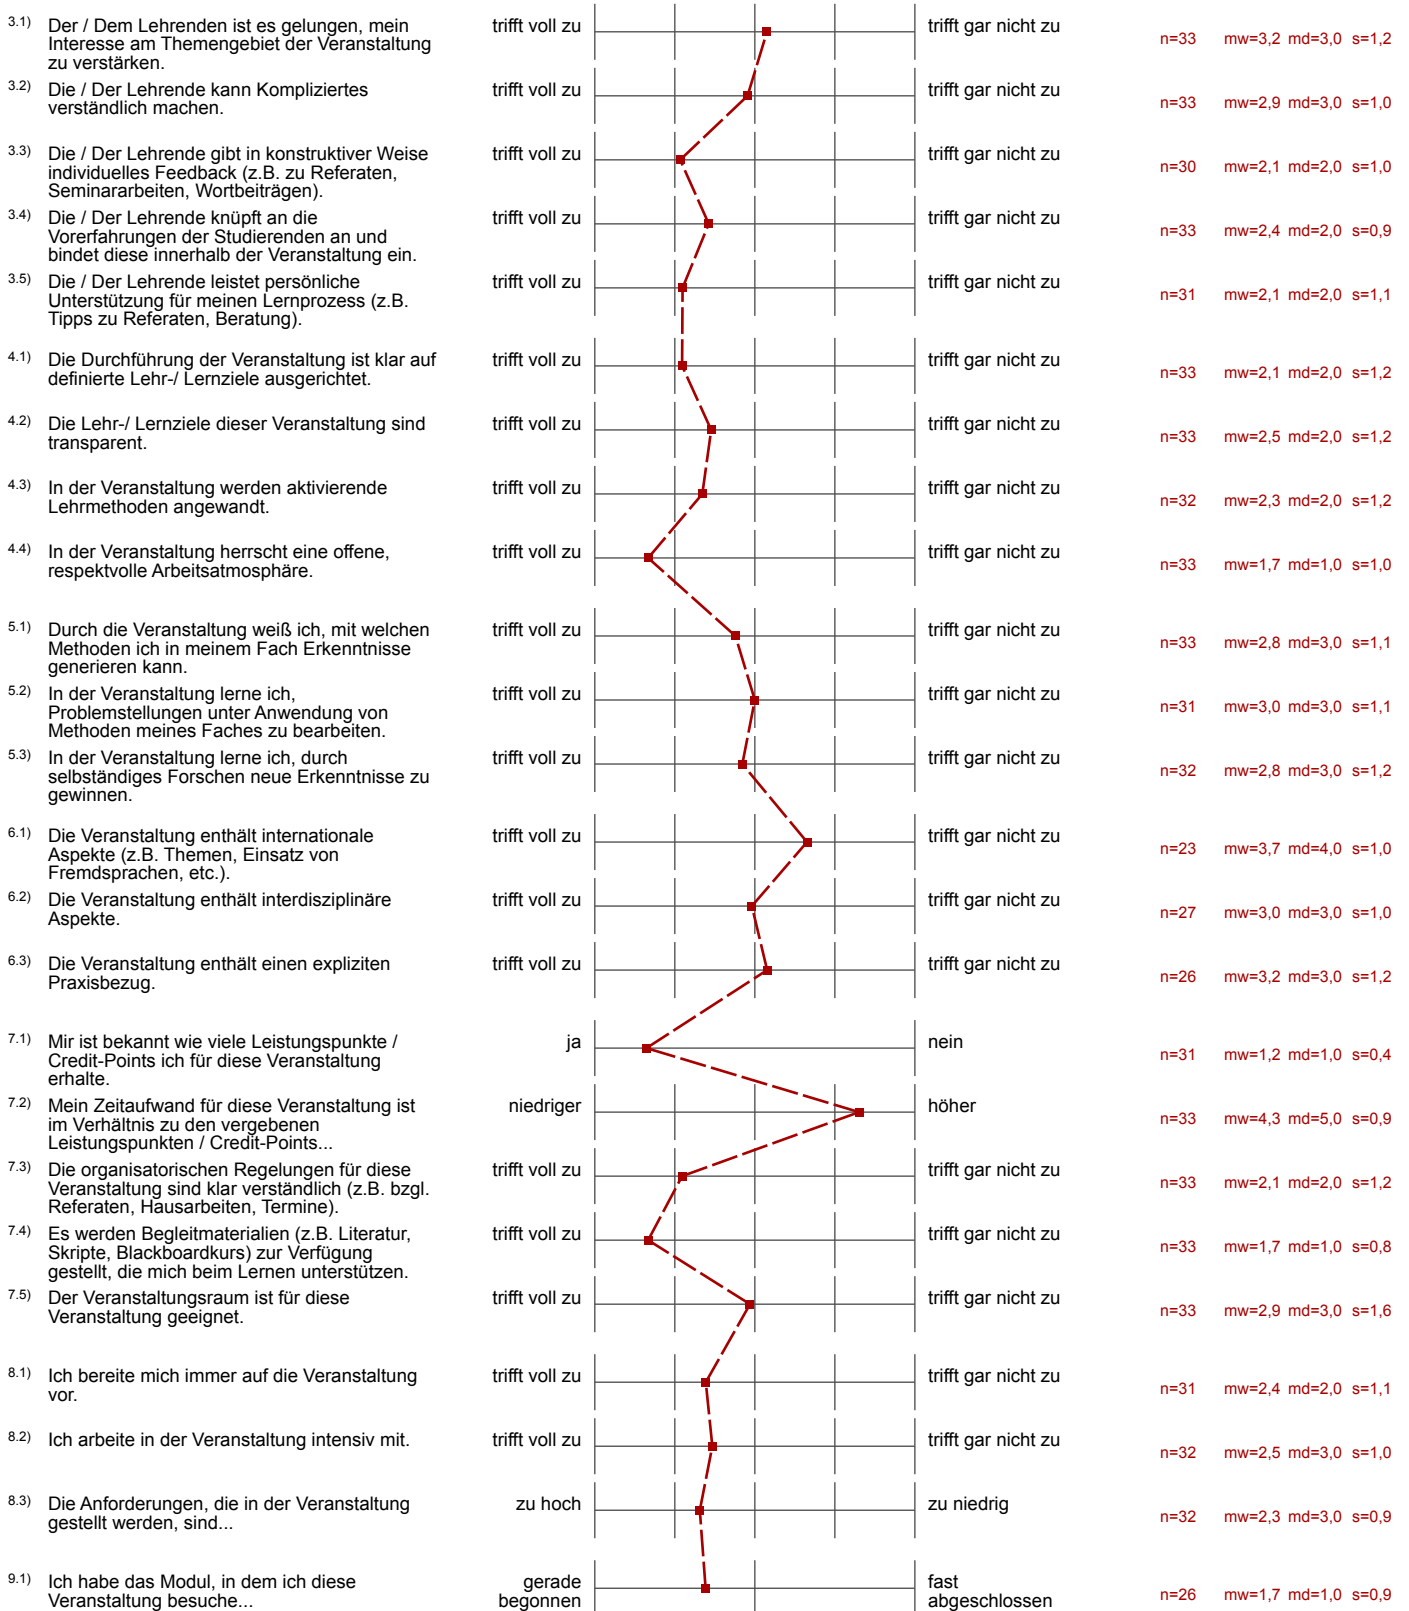 3.1) Der / Dem Lehrenden ist es gelungen, mein
Interesse am Themengebiet der Veranstaltung
zu verstärken.
trifft voll zu
trifft gar nicht zu
n=33 mw=3,2 md=3,0 s=1,2
3.2) Die / Der Lehrende kann Kompliziertes
verständlich machen.
trifft voll zu
trifft gar nicht zu
n=33 mw=2,9 md=3,0 s=1,0
3.3) Die / Der Lehrende gibt in konstruktiver Weise
individuelles Feedback (z.B. zu Referaten,
Seminararbeiten, Wortbeiträgen).
trifft voll zu
trifft gar nicht zu
n=30 mw=2,1 md=2,0 s=1,0
3.4) Die / Der Lehrende knüpft an die
Vorerfahrungen der Studierenden an und
bindet diese innerhalb der Veranstaltung ein.
trifft voll zu
trifft gar nicht zu
n=33 mw=2,4 md=2,0 s=0,9
3.5) Die / Der Lehrende leistet persönliche
Unterstützung für meinen Lernprozess (z.B.
Tipps zu Referaten, Beratung).
trifft voll zu
trifft gar nicht zu
n=31 mw=2,1 md=2,0 s=1,1
4.1) Die Durchführung der Veranstaltung ist klar auf
definierte Lehr-/ Lernziele ausgerichtet.
trifft voll zu
trifft gar nicht zu
n=33 mw=2,1 md=2,0 s=1,2
4.2) Die Lehr-/ Lernziele dieser Veranstaltung sind
transparent.
trifft voll zu
trifft gar nicht zu
n=33 mw=2,5 md=2,0 s=1,2
4.3) In der Veranstaltung werden aktivierende
Lehrmethoden angewandt.
trifft voll zu
trifft gar nicht zu
n=32 mw=2,3 md=2,0 s=1,2
4.4) In der Veranstaltung herrscht eine offene,
respektvolle Arbeitsatmosphäre.
trifft voll zu
trifft gar nicht zu
n=33 mw=1,7 md=1,0 s=1,0
5.1) Durch die Veranstaltung weiß ich, mit welchen
Methoden ich in meinem Fach Erkenntnisse
generieren kann.
trifft voll zu
trifft gar nicht zu
n=33 mw=2,8 md=3,0 s=1,1
5.2) In der Veranstaltung lerne ich,
Problemstellungen unter Anwendung von
Methoden meines Faches zu bearbeiten.
trifft voll zu
trifft gar nicht zu
n=31 mw=3,0 md=3,0 s=1,1
5.3) In der Veranstaltung lerne ich, durch
selbständiges Forschen neue Erkenntnisse zu
gewinnen.
trifft voll zu
trifft gar nicht zu
n=32 mw=2,8 md=3,0 s=1,2
6.1) Die Veranstaltung enthält internationale
Aspekte (z.B. Themen, Einsatz von
Fremdsprachen, etc.).
trifft voll zu
trifft gar nicht zu
n=23 mw=3,7 md=4,0 s=1,0
6.2) Die Veranstaltung enthält interdisziplinäre
Aspekte.
trifft voll zu
trifft gar nicht zu
n=27 mw=3,0 md=3,0 s=1,0
6.3) Die Veranstaltung enthält einen expliziten
Praxisbezug.
trifft voll zu
trifft gar nicht zu
n=26 mw=3,2 md=3,0 s=1,2
7.1) Mir ist bekannt wie viele Leistungspunkte /
Credit-Points ich für diese Veranstaltung
erhalte.
ja
nein
n=31 mw=1,2 md=1,0 s=0,4
7.2) Mein Zeitaufwand für diese Veranstaltung ist
im Verhältnis zu den vergebenen
Leistungspunkten / Credit-Points...
niedriger
höher
n=33 mw=4,3 md=5,0 s=0,9
7.3) Die organisatorischen Regelungen für diese
Veranstaltung sind klar verständlich (z.B. bzgl.
Referaten, Hausarbeiten, Termine).
trifft voll zu
trifft gar nicht zu
n=33 mw=2,1 md=2,0 s=1,2
7.4) Es werden Begleitmaterialien (z.B. Literatur,
Skripte, Blackboardkurs) zur Verfügung
gestellt, die mich beim Lernen unterstützen.
trifft voll zu
trifft gar nicht zu
n=33 mw=1,7 md=1,0 s=0,8
7.5) Der Veranstaltungsraum ist für diese
Veranstaltung geeignet.
trifft voll zu
trifft gar nicht zu
n=33 mw=2,9 md=3,0 s=1,6
8.1) Ich bereite mich immer auf die Veranstaltung
vor.
trifft voll zu
trifft gar nicht zu
n=31 mw=2,4 md=2,0 s=1,1
8.2) Ich arbeite in der Veranstaltung intensiv mit.
trifft voll zu
trifft gar nicht zu
n=32 mw=2,5 md=3,0 s=1,0
8.3) Die Anforderungen, die in der Veranstaltung
gestellt werden, sind...
zu hoch
zu niedrig
n=32 mw=2,3 md=3,0 s=0,9
9.1) Ich habe das Modul, in dem ich diese
Veranstaltung besuche...
gerade
begonnen
fast
abgeschlossen
n=26 mw=1,7 md=1,0 s=0,9